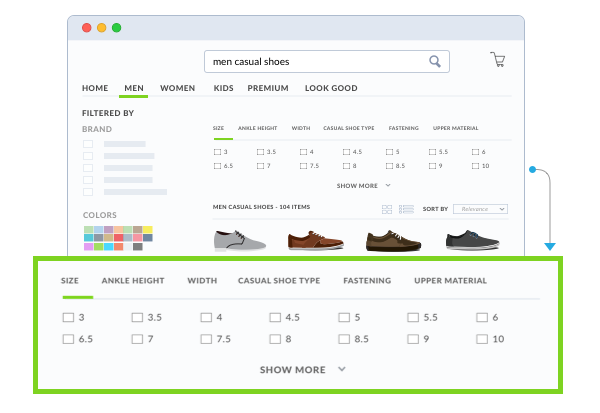 men casual shoes
HOME MEN WOMEN KIDS PREMIUM LOOK GOOD
FILTERED BY
BRAND
SIZE ANKLE HEIGHT WIDTH CASUAL SHOE TYPE FASTENING UPPER MATERIAL
3 3.5 4 4.5 5 5.5 6
6.5 7 7.5 8 8.5 9 10
SHOW MORE
MEN CASUAL SHOES - 104 ITEMS SORT BY Relevance
COLORS
SIZE ANKLE HEIGHT WIDTH CASUAL SHOE TYPE FASTENING UPPER MATERIAL
3 3.5 4 4.5 5 5.5 6
6.5 7 7.5 8 8.5 9 10
SHOW MORE